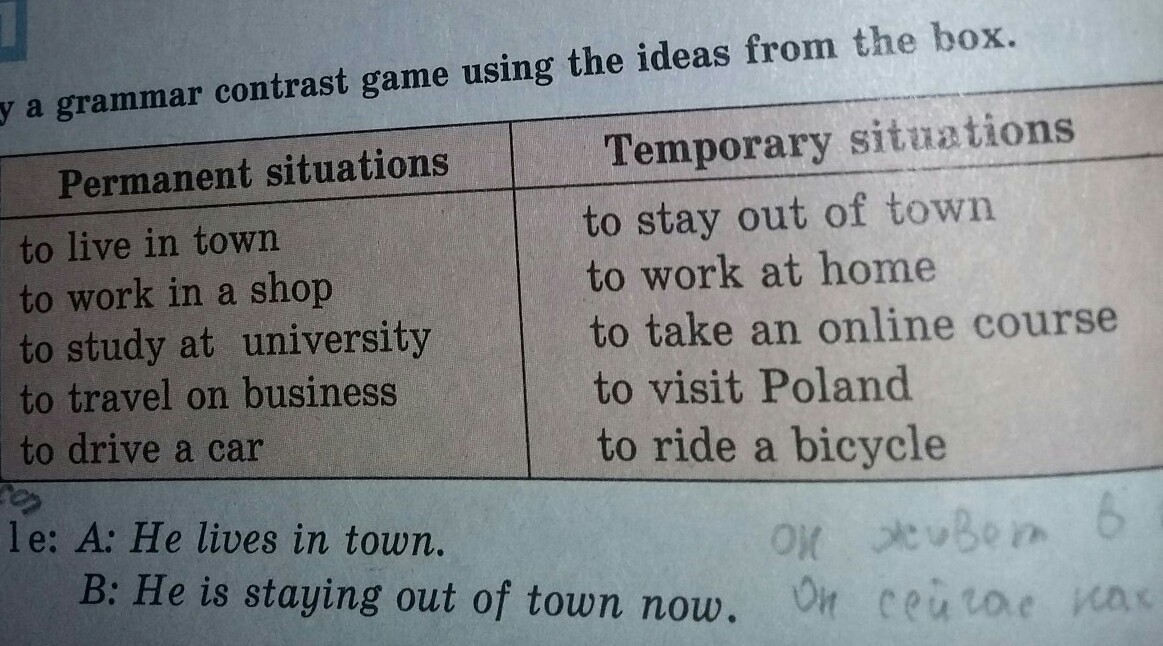 1
y a grammar contrast game using the ideas from the box.
Permanent situations Temporary situations
to live in town to stay out of town
to work in a shop to work at home
to study at university to take an online course
to travel on business to visit Poland
to drive a car to ride a bicycle
le: A: He lives in town. он живет в
B: He is staying out of town now. Он сейчас